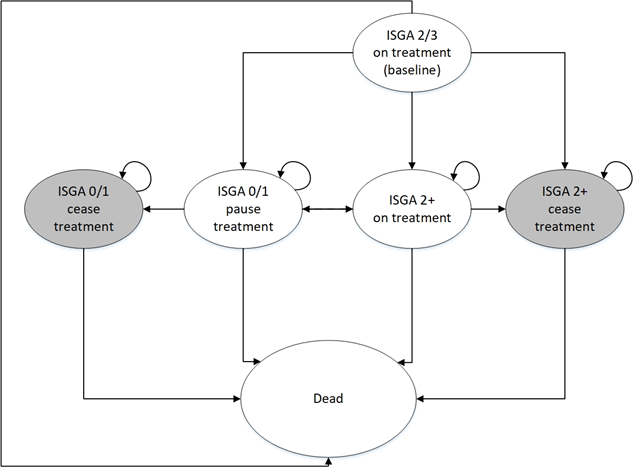 ISGA 2/3
on treatment
(baseline)
ISGA 0/1
cease
treatment
ISGA 0/1
pause
treatment
ISGA 2+
on treatment
ISGA 2+
cease
treatment
Dead